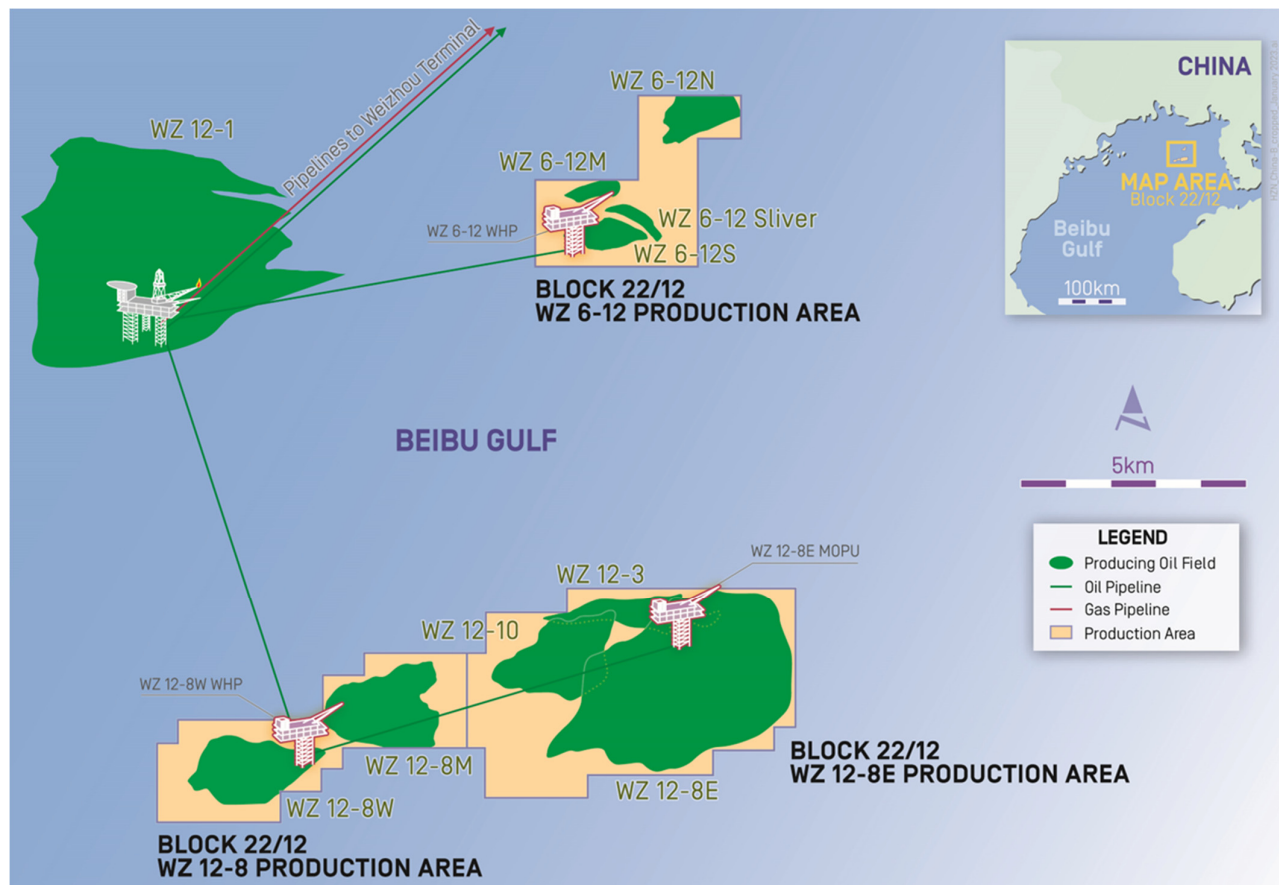 Pipelines to Weizhou Terminal
WZ 12-1
WZ 6-12N
WZ 6-12M
WZ 6-12 Sliver
WZ 6-12 WHP
WZ 6-12S
BLOCK 22/12
WZ 6-12 PRODUCTION AREA
CHINA
MAP AREA
Block 22/12
Beibu
Gulf
100km
BEIBU GULF
5km
LEGEND
Producing Oil Field
Oil Pipeline
Gas Pipeline
Production Area
WZ 12-8E MOPU
WZ 12-3
WZ 12-10
WZ 12-8W WHP
WZ 12-8M
WZ 12-8E
WZ 12-8W
BLOCK 22/12
WZ 12-8E PRODUCTION AREA
BLOCK 22/12
WZ 12-8 PRODUCTION AREA